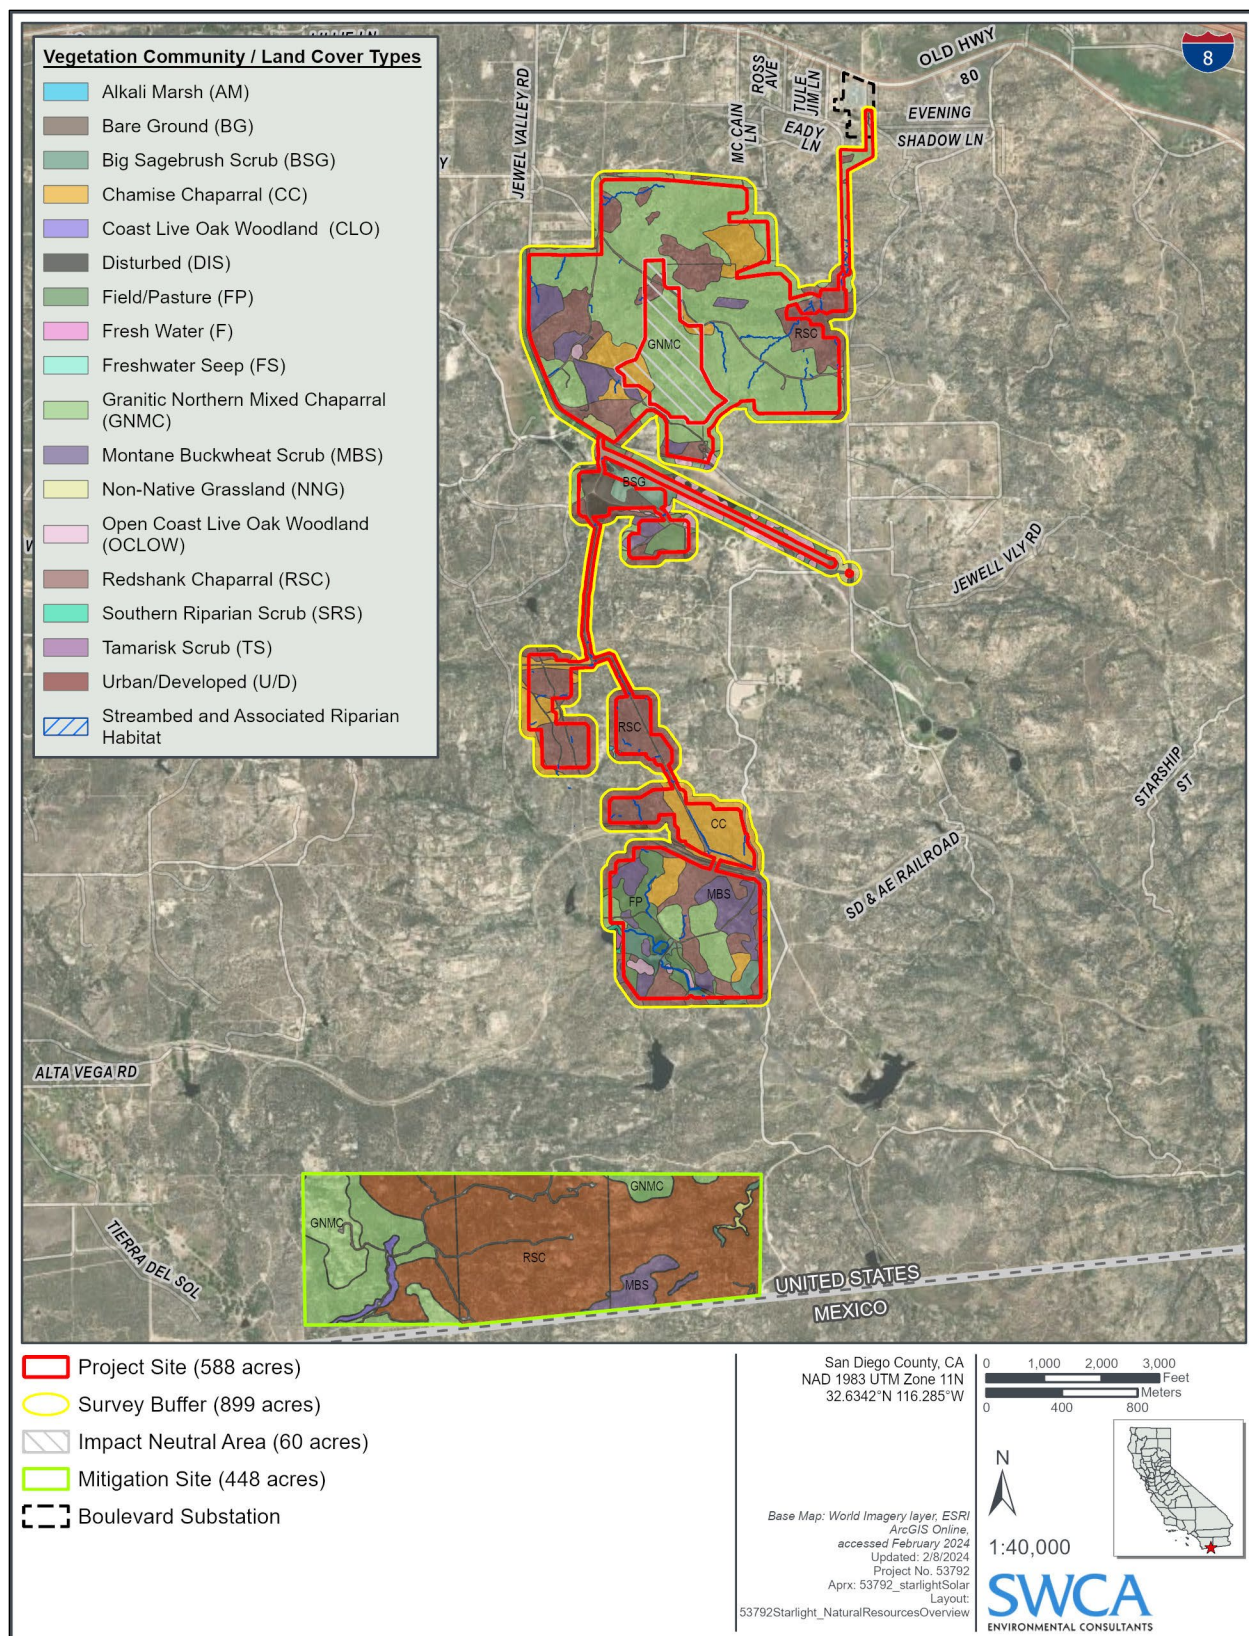 Vegetation Community / Land Cover Types
Alkali Marsh (AM)
Bare Ground (BG)
Big Sagebrush Scrub (BSG)
Chamise Chaparral (CC)
Coast Live Oak Woodland (CLO)
Disturbed (DIS)
Field/Pasture (FP)
Fresh Water (F)
Freshwater Seep (FS)
Granitic Northern Mixed Chaparral
(GNMC)
Montane Buckwheat Scrub (MBS)
Non-Native Grassland (NNG)
Open Coast Live Oak Woodland
(OCLOW)
Redshank Chaparral (RSC)
Southern Riparian Scrub (SRS)
Tamarisk Scrub (TS)
Urban/Developed (U/D)
Streambed and Associated Riparian
Habitat
JEWEL VALLEY RD
ROSS
AVE
TULE
JIM LN
MC CAIN
LN
EADY
LN
OLD HWY
80
8
EVENING
SHADOW LN
GNMC
RSC
BSG
JEWELL VLY RD
RSC
CC
STARSHIP
ST
SD & AE RAILROAD
FP
MBS
ALTA VEGA RD
TIERRA DEL SOL
GNMC
GNMC
RSC
MBS
UNITED STATES
MEXICO
Project Site (588 acres)
Survey Buffer (899 acres)
Impact Neutral Area (60 acres)
Mitigation Site (448 acres)
Boulevard Substation
San Diego County, CA
NAD 1983 UTM Zone 11N
32.6342°N 116.285°W
0 1,000 2,000 3,000
Feet
Meters
0 400 800
N
1:40,000
Base Map: World Imagery layer, ESRI
ArcGIS Online,
accessed February 2024
Updated: 2/8/2024
Project No. 53792
Aprx: 53792_starlightSolar
Layout:
53792Starlight_NaturalResourcesOverview
SWCA
ENVIRONMENTAL CONSULTANTS